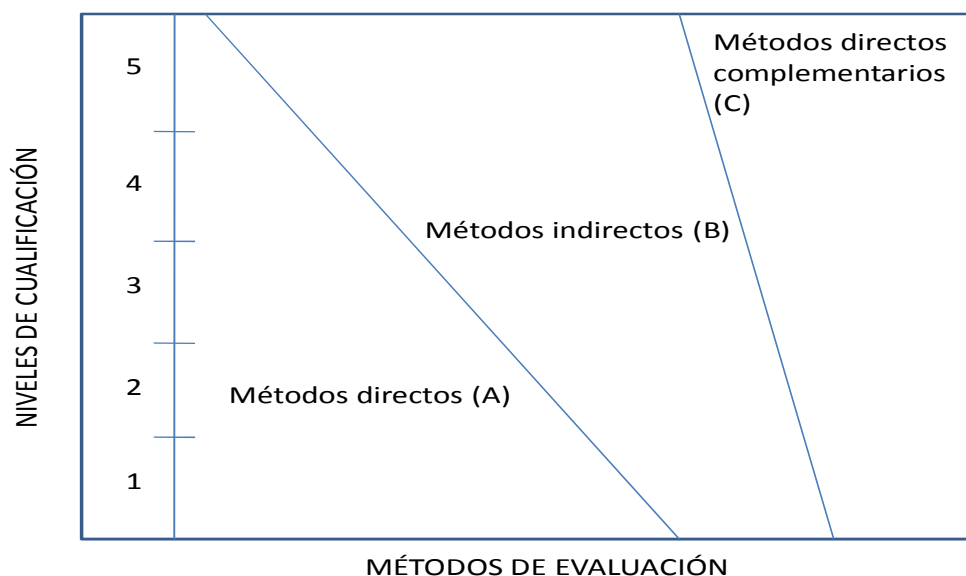 NIVELES DE CUALIFICACIÓN
5
4
3
2
1
Métodos directos
complementarios
(C)
Métodos indirectos (B)
Métodos directos (A)
MÉTODOS DE EVALUACIÓN